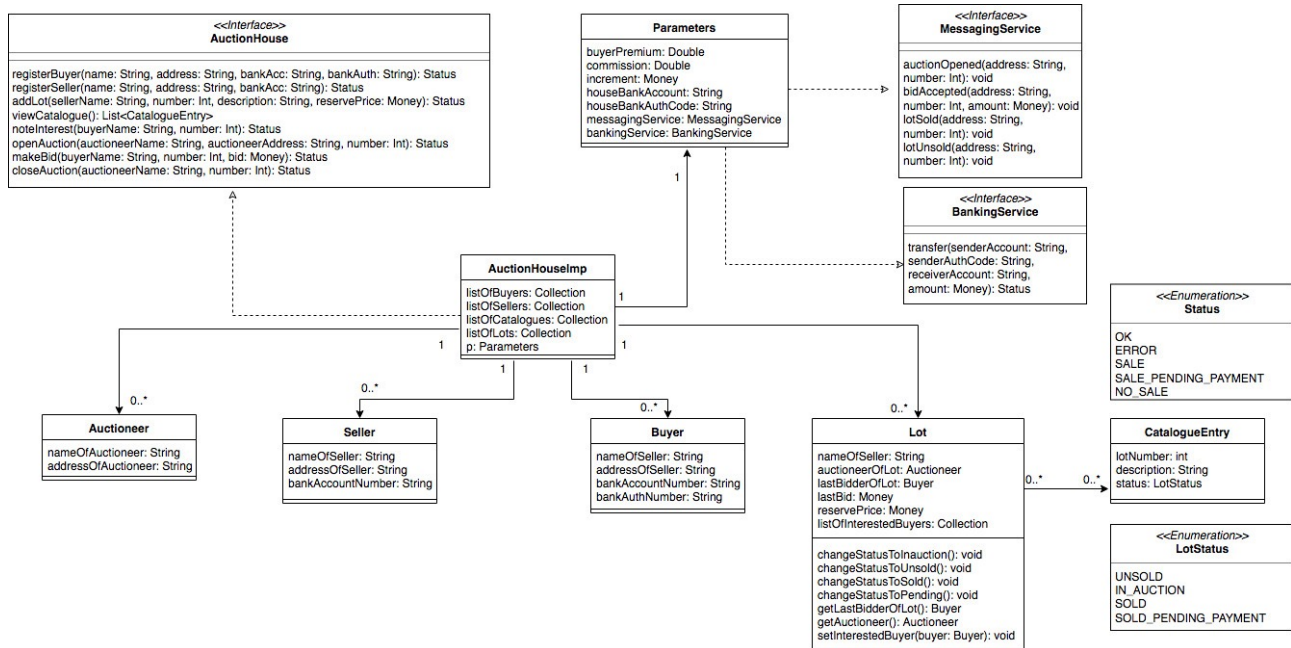 <<Interface>>
AuctionHouse
registerBuyer(name: String, address: String, bankAcc: String, bankAuth: String): Status
registerSeller(name: String, address: String, bankAcc: String): Status
addLot(sellerName: String, number: Int, description: String, reservePrice: Money): Status
viewCatalogue(): List<CatalogueEntry>
noteInterest(buyerName: String, number: Int): Status
openAuction(auctioneerName: String, auctioneerAddress: String, number: Int): Status
makeBid(buyerName: String, number: Int, bid: Money): Status
closeAuction(auctioneerName: String, number: Int): Status
Parameters
buyerPremium: Double
commission: Double
increment: Money
houseBankAccount: String
houseBankAuthCode: String
messagingService: MessagingService
bankingService: BankingService
<<Interface>>
MessagingService
auctionOpened(address: String,
number: Int): void
bidAccepted(address: String,
number: Int, amount: Money): void
lotSold(address: String,
number: Int): void
lotUnsold(address: String,
number: Int): void
1
<<Interface>>
BankingService
transfer(senderAccount: String,
senderAuthCode: String,
receiverAccount: String,
amount: Money): Status
AuctionHouseImp
listOfBuyers: Collection
listOfSellers: Collection
listOfCatalogues: Collection
listOfLots: Collection
p: Parameters
1
1
1
1
1
<<Enumeration>>
Status
OK
ERROR
SALE
SALE_PENDING_PAYMENT
NO_SALE
0..*
0..*
0..*
0..*
Auctioneer
nameOfAuctioneer: String
addressOfAuctioneer: String
Seller
nameOfSeller: String
addressOfSeller: String
bankAccountNumber: String
Buyer
nameOfSeller: String
addressOfSeller: String
bankAccountNumber: String
bankAuthNumber: String
Lot
nameOfSeller: String
auctioneerOfLot: Auctioneer
lastBidderOfLot: Buyer
lastBid: Money
reservePrice: Money
listOfInterestedBuyers: Collection
changeStatusToInauction(): void
changeStatusToUnsold(): void
changeStatusToSold(): void
changeStatusToPending(): void
getLastBidderOfLot(): Buyer
getAuctioneer(): Auctioneer
setInterestedBuyer(buyer: Buyer): void
0..*
0..*
CatalogueEntry
lotNumber: int
description: String
status: LotStatus
<<Enumeration>>
LotStatus
UNSOLD
IN_AUCTION
SOLD
SOLD_PENDING_PAYMENT